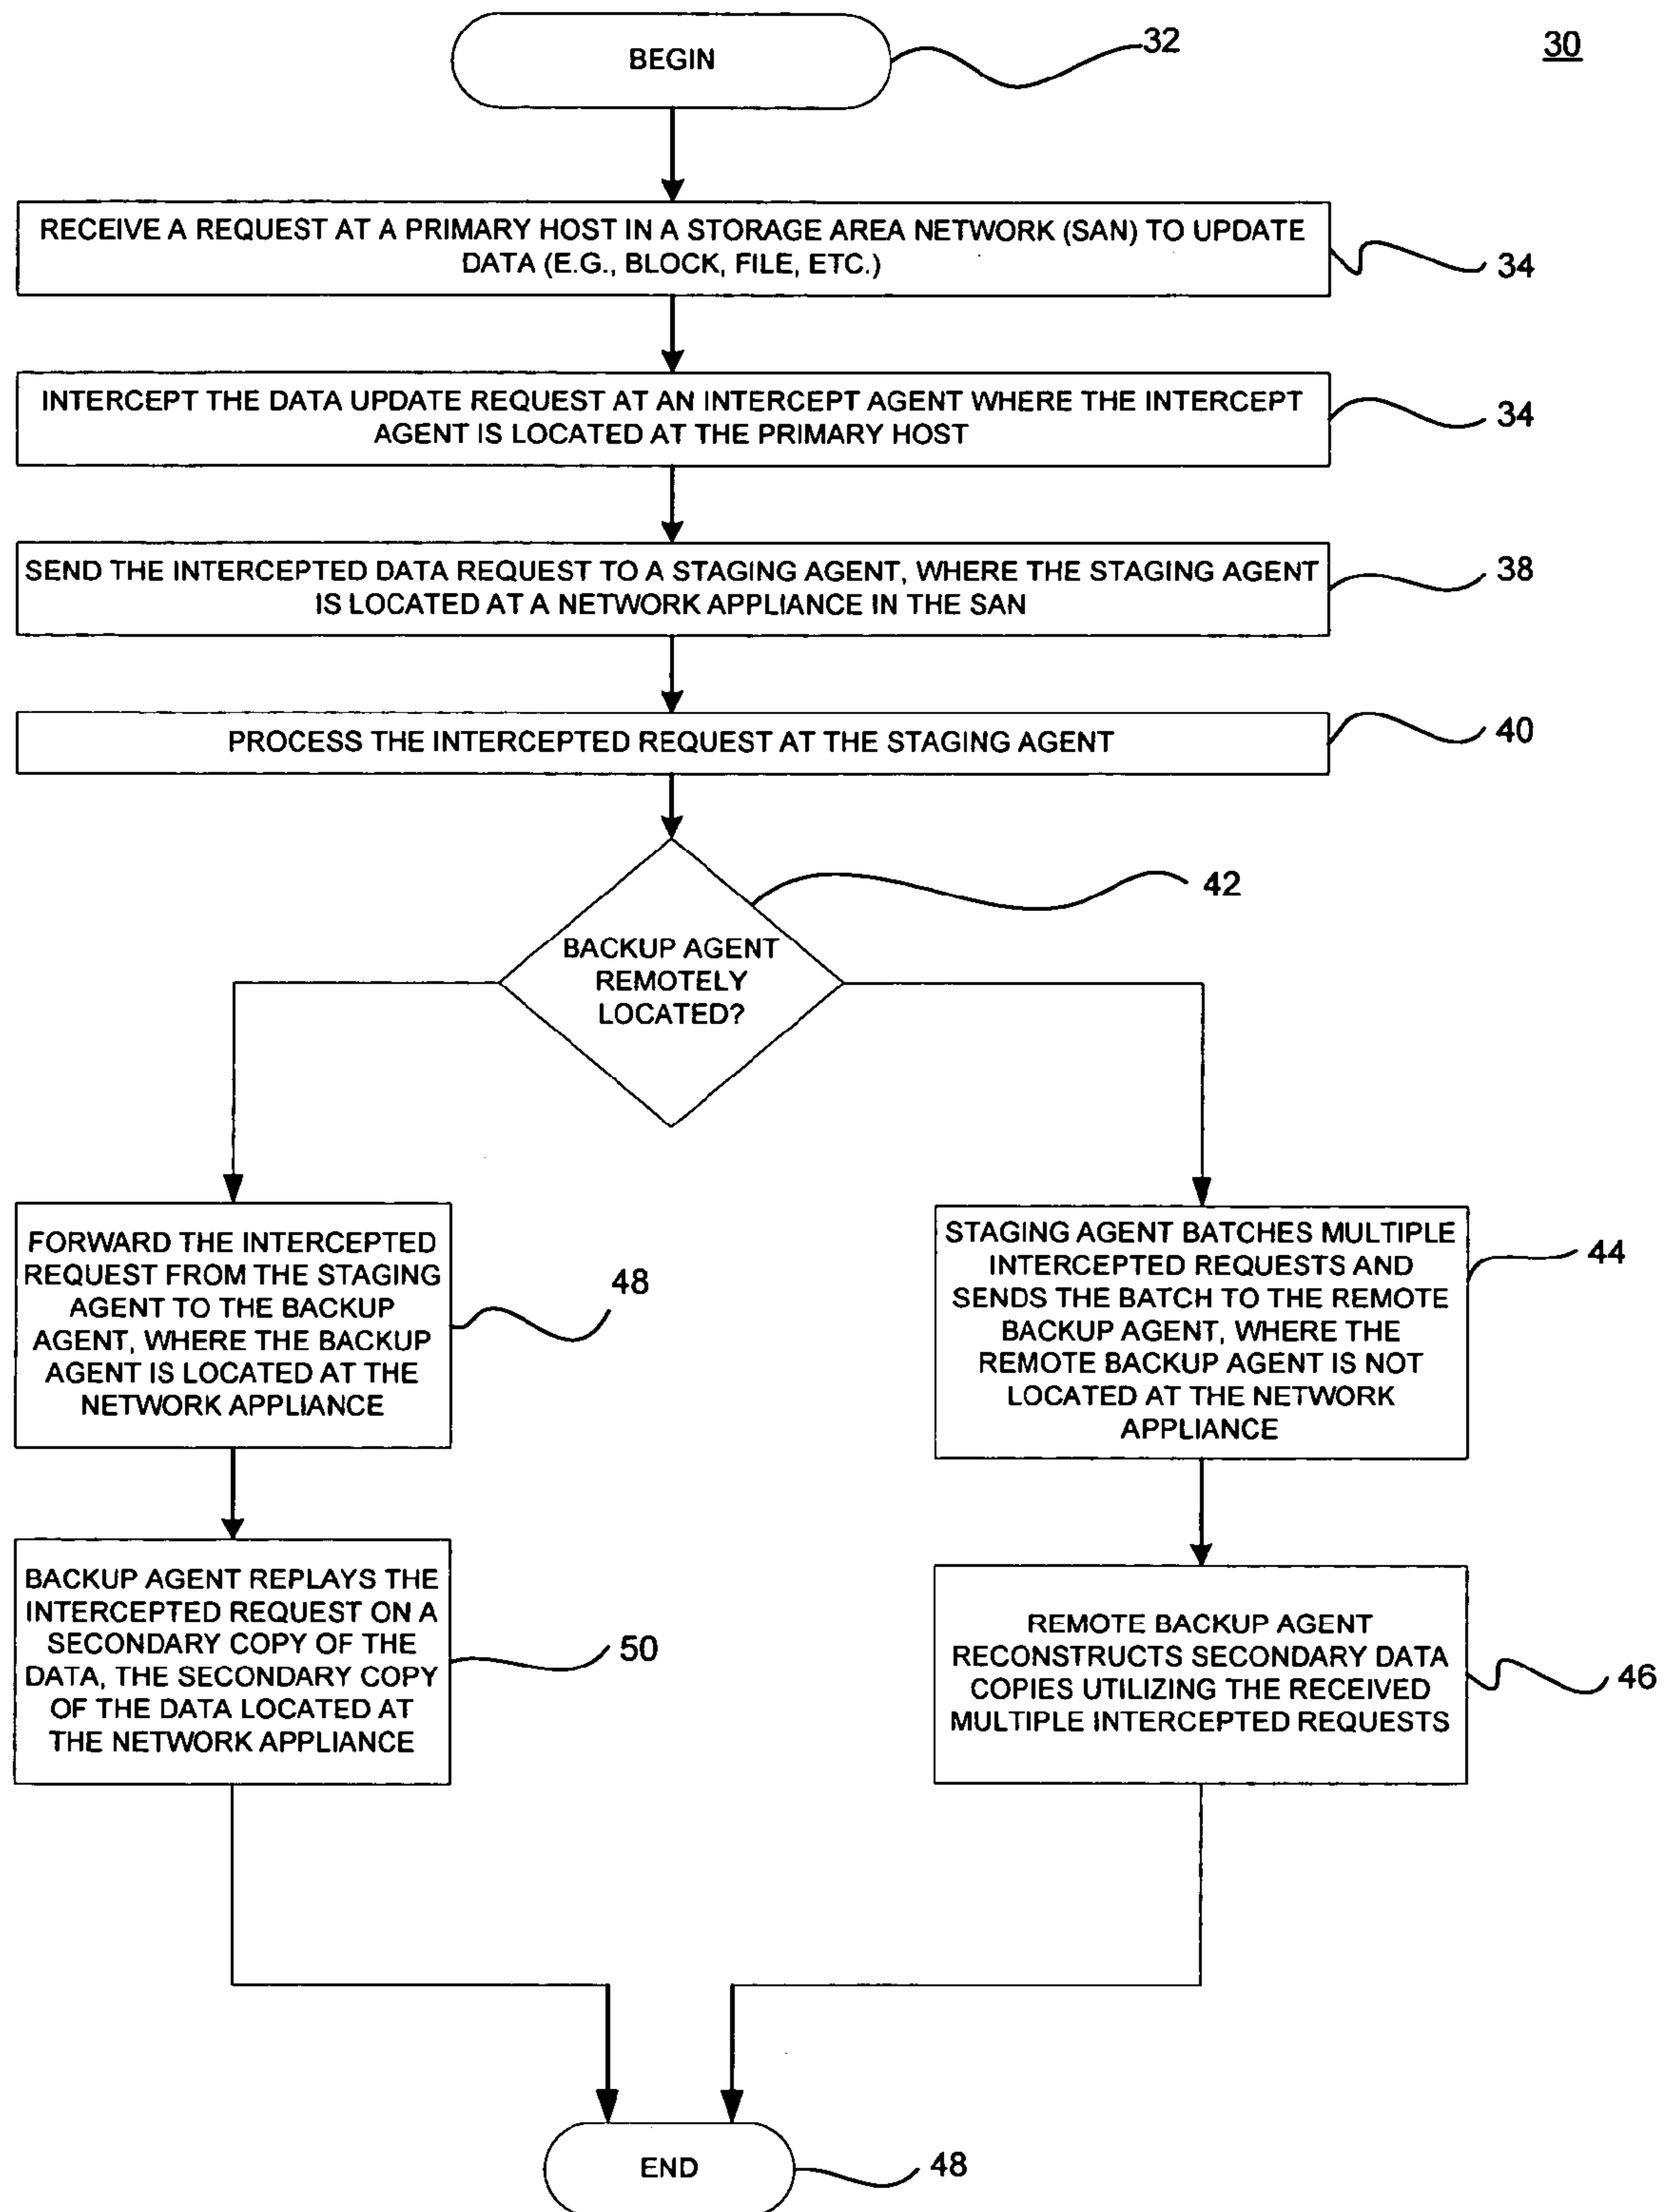 30
BEGIN
32
RECEIVE A REQUEST AT A PRIMARY HOST IN A STORAGE AREA NETWORK (SAN) TO UPDATE
DATA (E.G., BLOCK, FILE, ETC.)
34
INTERCEPT THE DATA UPDATE REQUEST AT AN INTERCEPT AGENT WHERE THE INTERCEPT
AGENT IS LOCATED AT THE PRIMARY HOST
34
SEND THE INTERCEPTED DATA REQUEST TO A STAGING AGENT, WHERE THE STAGING AGENT
IS LOCATED AT A NETWORK APPLIANCE IN THE SAN
38
PROCESS THE INTERCEPTED REQUEST AT THE STAGING AGENT
40
BACKUP AGENT
REMOTELY
LOCATED?
42
FORWARD THE INTERCEPTED
REQUEST FROM THE STAGING
AGENT TO THE BACKUP
AGENT, WHERE THE BACKUP
AGENT IS LOCATED AT THE
NETWORK APPLIANCE
48
STAGING AGENT BATCHES MULTIPLE
INTERCEPTED REQUESTS AND
SENDS THE BATCH TO THE REMOTE
BACKUP AGENT, WHERE THE
REMOTE BACKUP AGENT IS NOT
LOCATED AT THE NETWORK
APPLIANCE
44
BACKUP AGENT REPLAYS THE
INTERCEPTED REQUEST ON A
SECONDARY COPY OF THE
DATA, THE SECONDARY COPY
OF THE DATA LOCATED AT
THE NETWORK APPLIANCE
50
REMOTE BACKUP AGENT
RECONSTRUCTS SECONDARY DATA
COPIES UTILIZING THE RECEIVED
MULTIPLE INTERCEPTED REQUESTS
46
END
48